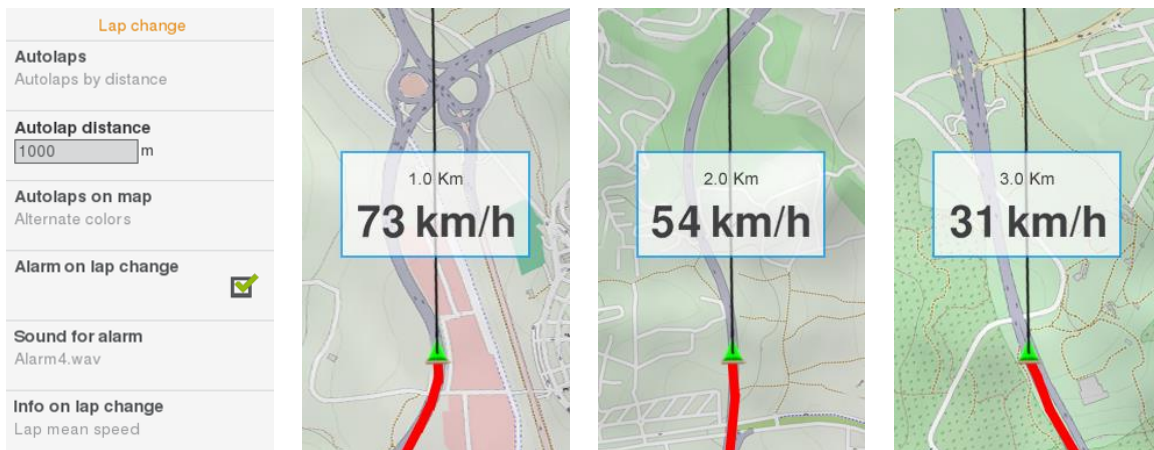 Lap change
Autolaps
Autolaps by distance
Autolap distance
1000 m
Autolaps on map
Alternate colors
Alarm on lap change
Sound for alarm
Alarm4.wav
Info on lap change
Lap mean speed
1.0 Km
73 km/h
2.0 Km
54 km/h
3.0 Km
31 km/h